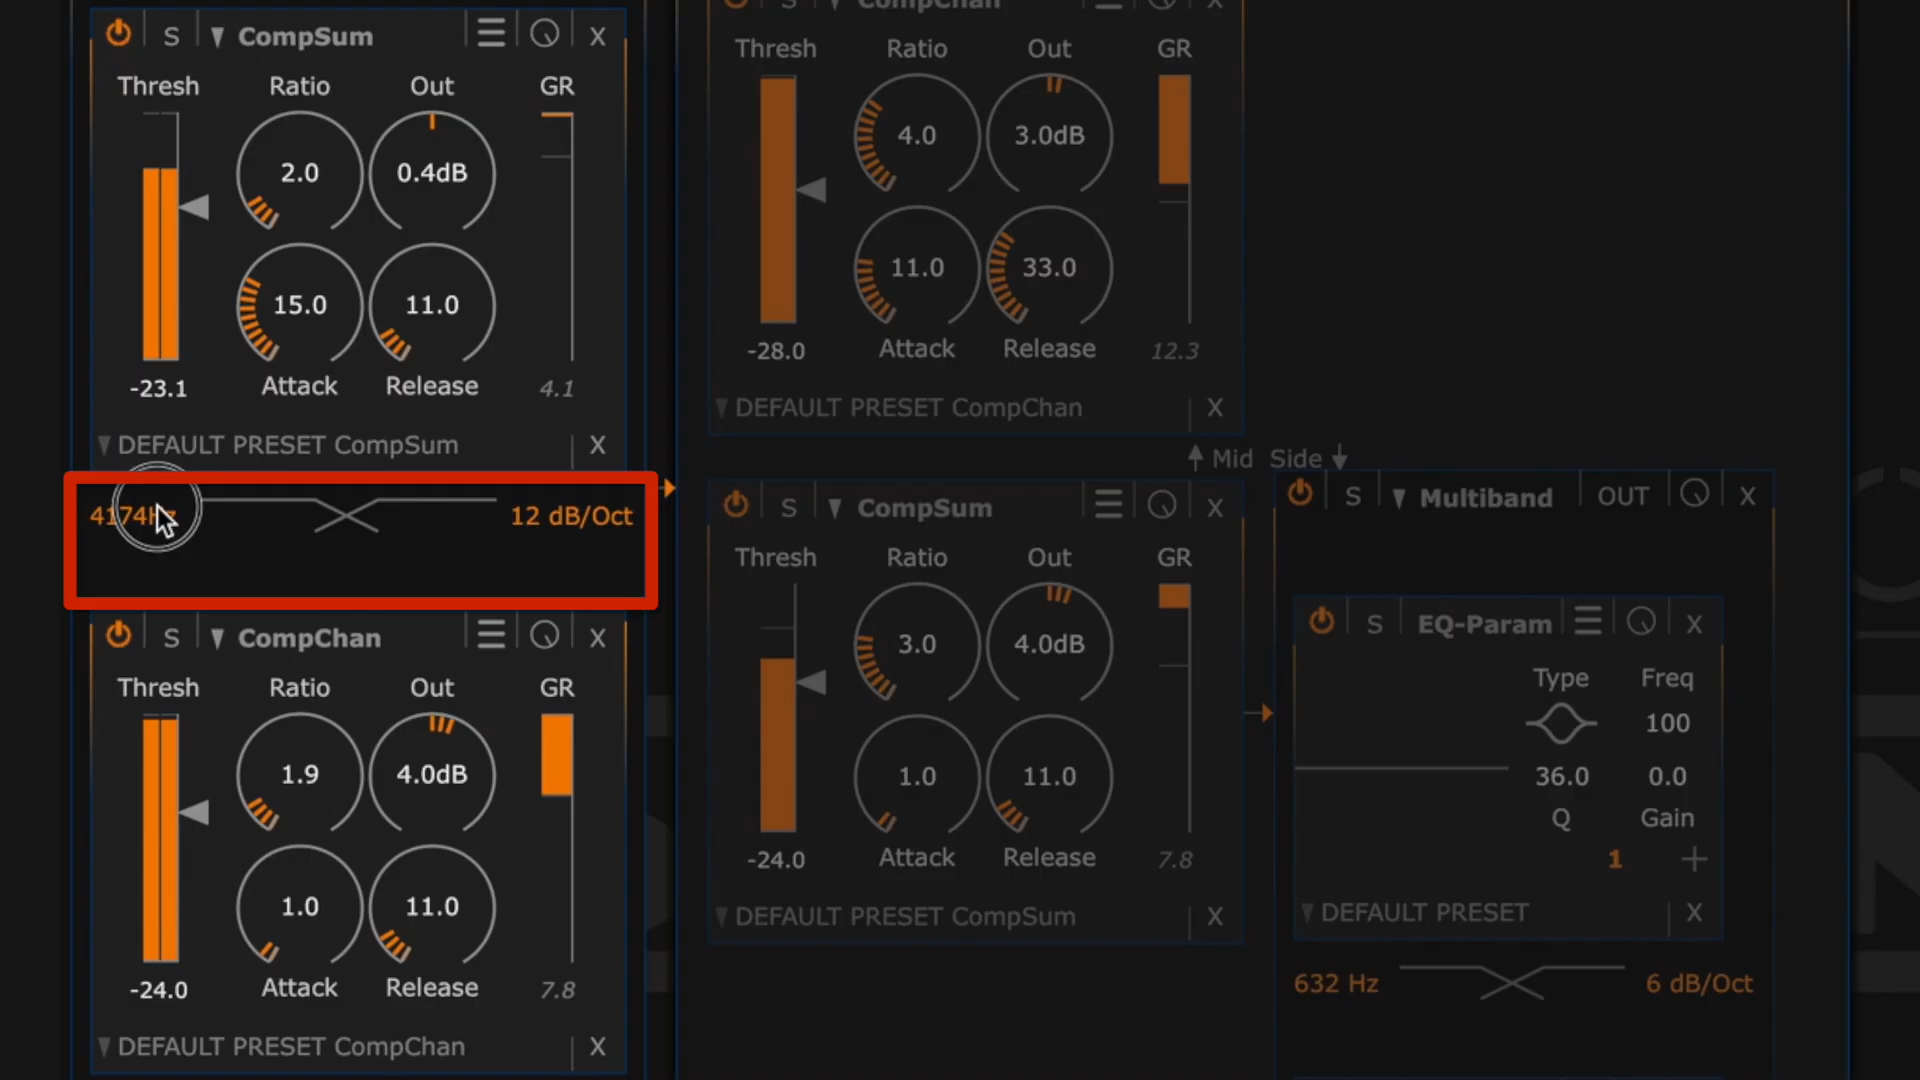 S CompSum X
Thresh Ratio Out GR
2.0 0.4dB
15.0 11.0
-23.1 Attack Release 4.1
DEFAULT PRESET CompSum X
4174Hz 12 dB/Oct
S CompChan X
Thresh Ratio Out GR
1.9 4.0dB
1.0 11.0
-24.0 Attack Release 7.8
DEFAULT PRESET CompChan X
S CompChan X
Thresh Ratio Out GR
4.0 3.0dB
11.0 33.0
-28.0 Attack Release 12.3
DEFAULT PRESET CompChan X
Mid Side
S CompSum X
Thresh Ratio Out GR
3.0 4.0dB
1.0 11.0
-24.0 Attack Release 7.8
DEFAULT PRESET CompSum X
S Multiband OUT X
S EQ-Param X
Type Freq
100
36.0 0.0
Q Gain
1 +
DEFAULT PRESET X
632 Hz 6 dB/Oct